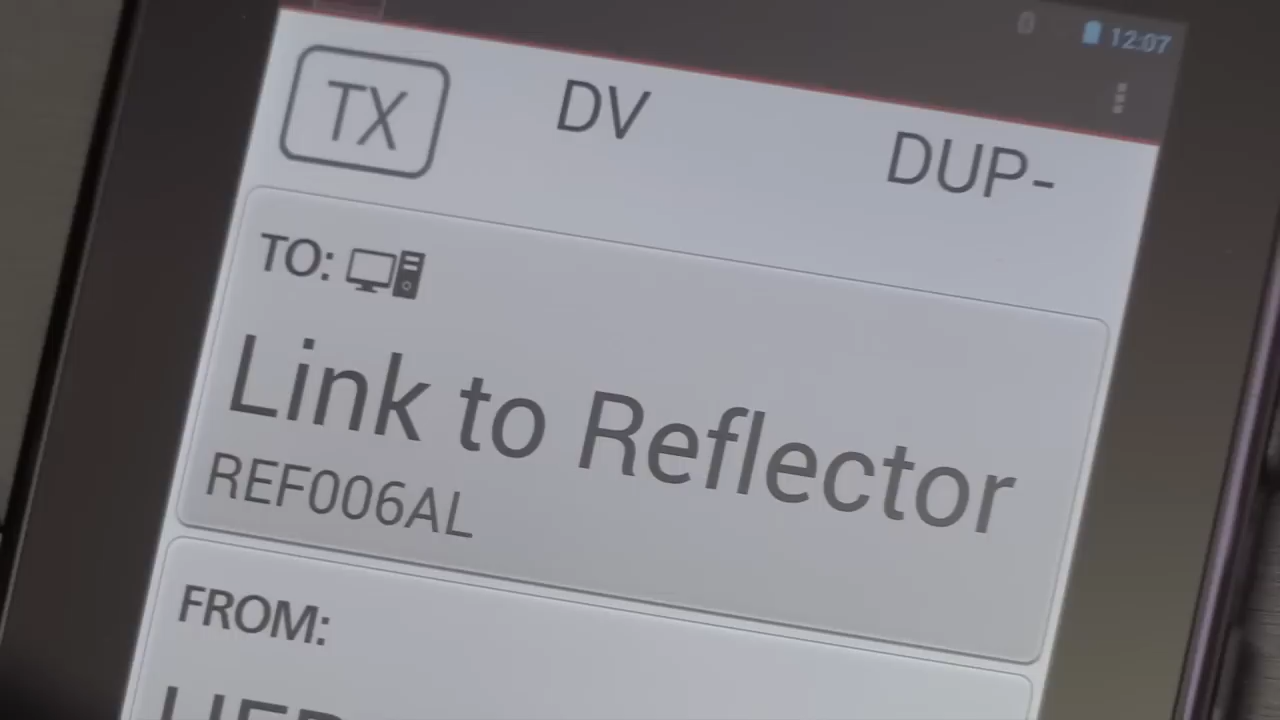 12:07
TX DV DUP-
TO:
Link to Reflector
REF006AL
FROM: